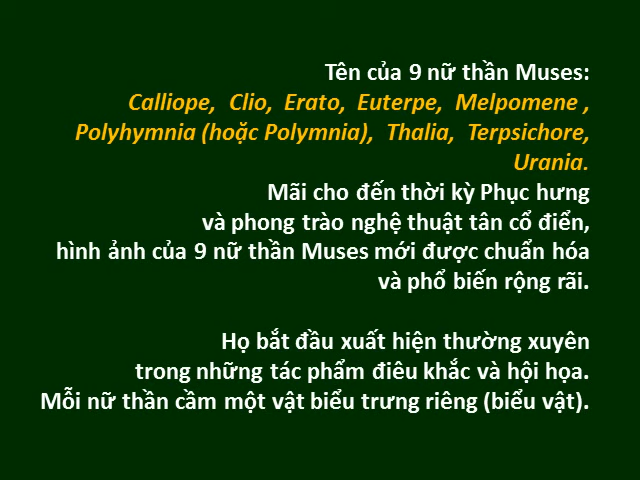 Tên của 9 nữ thần Muses:
Calliope, Clio, Erato, Euterpe, Melpomene ,
Polyhymnia (hoặc Polymnia), Thalia, Terpsichore,
Urania.
Mãi cho đến thời kỳ Phục hưng
và phong trào nghệ thuật tân cổ điển,
hình ảnh của 9 nữ thần Muses mới được chuẩn hóa
và phổ biến rộng rãi.
Họ bắt đầu xuất hiện thường xuyên
trong những tác phẩm điêu khắc và hội họa.
Mỗi nữ thần cầm một vật biểu trưng riêng (biểu vật).